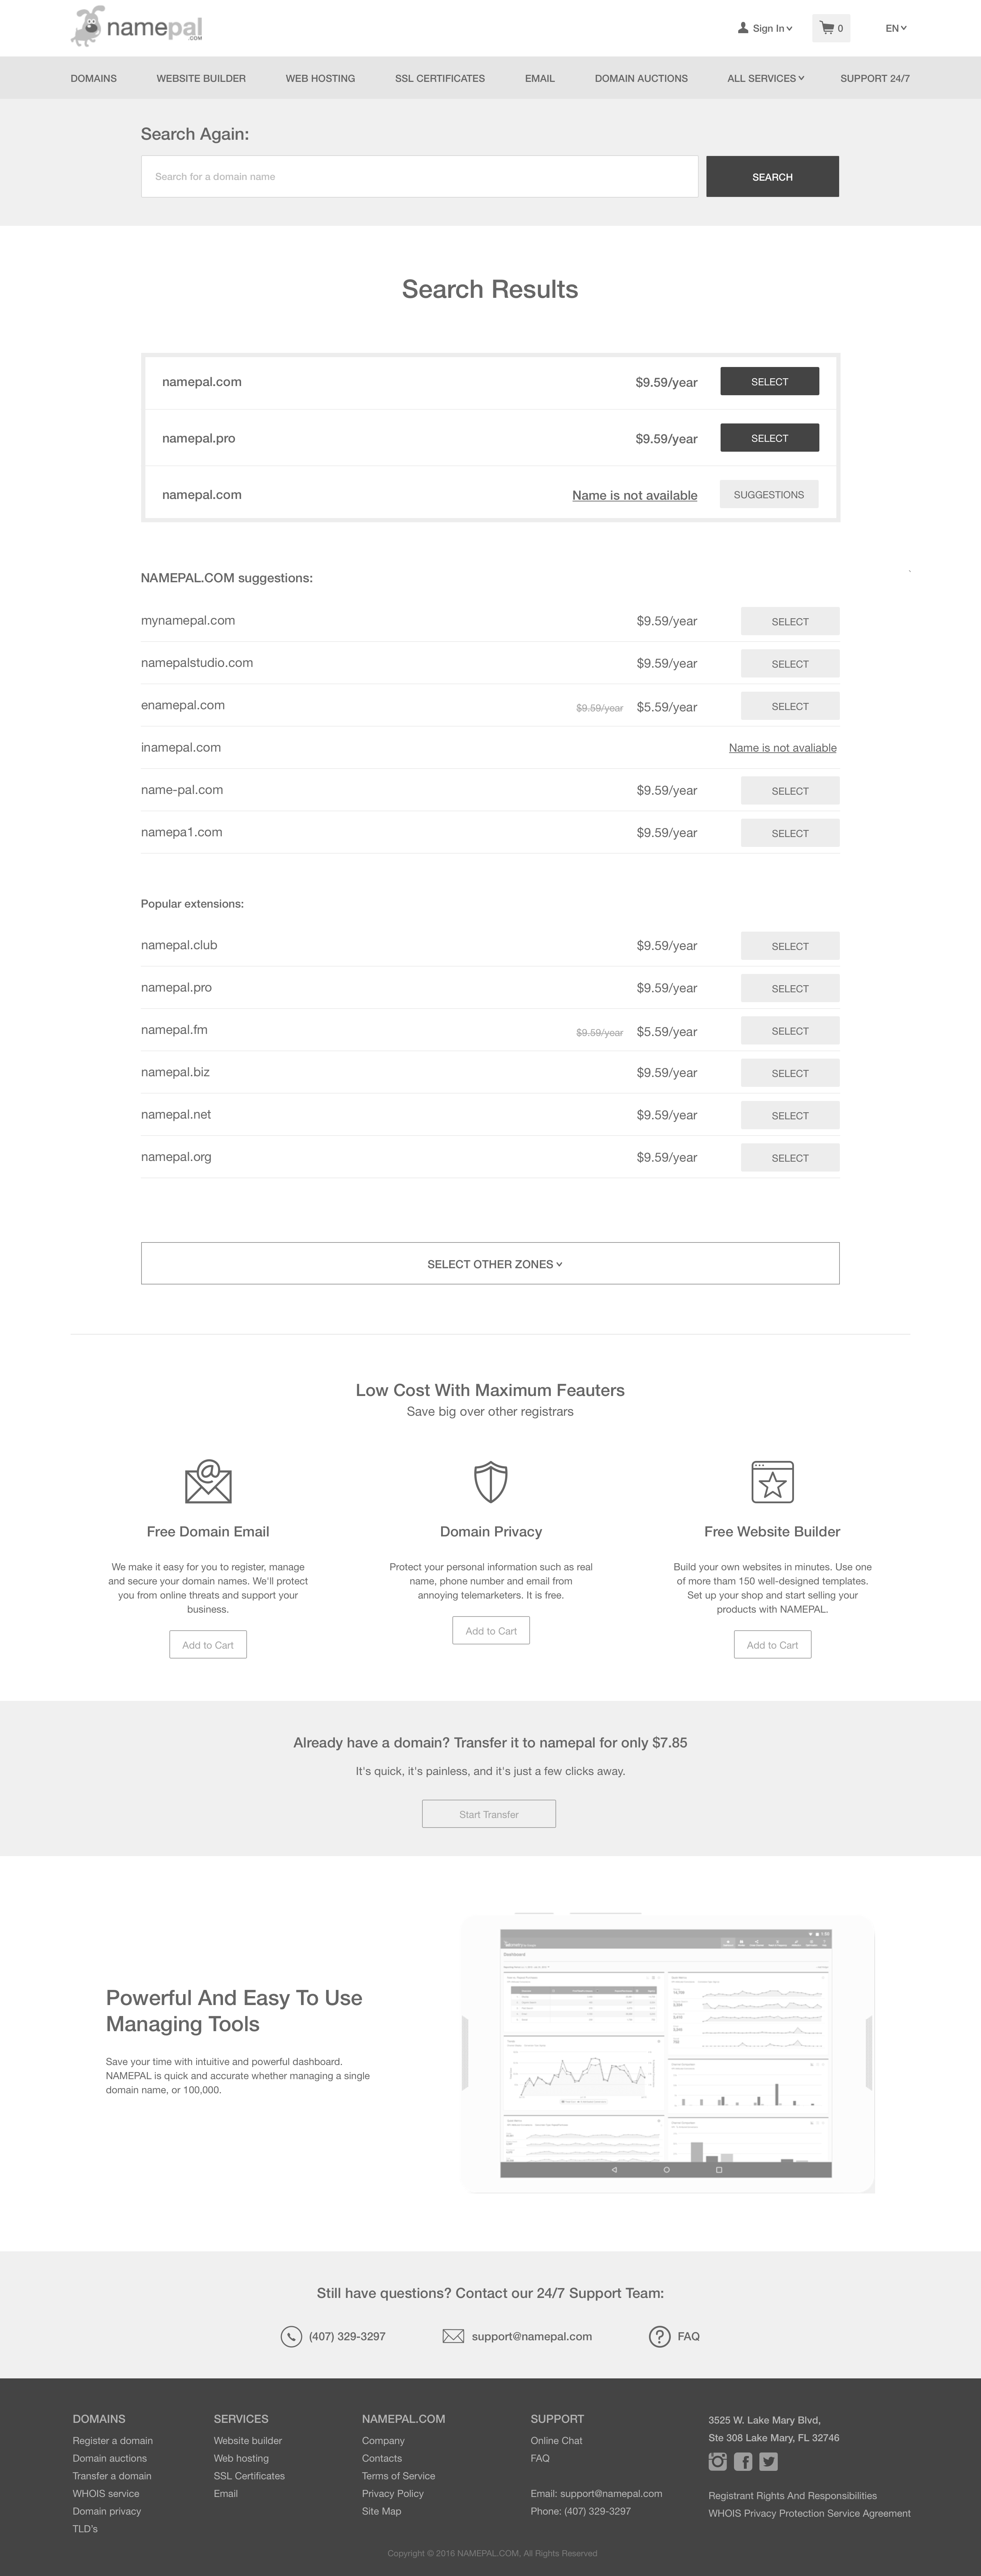 namepal
.COM
Sign In
0
EN
DOMAINS WEBSITE BUILDER WEB HOSTING SSL CERTIFICATES EMAIL DOMAIN AUCTIONS ALL SERVICES SUPPORT 24/7
Search Again:
Search for a domain name
SEARCH
Search Results
namepal.com $9.59/year SELECT
namepal.pro $9.59/year SELECT
namepal.com Name is not available SUGGESTIONS
NAMEPAL.COM suggestions:
mynamepal.com $9.59/year SELECT
namepalstudio.com $9.59/year SELECT
enamepal.com $9.59/year $5.59/year SELECT
inamepal.com Name is not avaliable
name-pal.com $9.59/year SELECT
namepa1.com $9.59/year SELECT
Popular extensions:
namepal.club $9.59/year SELECT
namepal.pro $9.59/year SELECT
namepal.fm $9.59/year $5.59/year SELECT
namepal.biz $9.59/year SELECT
namepal.net $9.59/year SELECT
namepal.org $9.59/year SELECT
SELECT OTHER ZONES
Low Cost With Maximum Feauters
Save big over other registrars
Free Domain Email
We make it easy for you to register, manage
and secure your domain names. We'll protect
you from online threats and support your
business.
Add to Cart
Domain Privacy
Protect your personal information such as real
name, phone number and email from
annoying telemarketers. It is free.
Add to Cart
Free Website Builder
Build your own websites in minutes. Use one
of more tham 150 well-designed templates.
Set up your shop and start selling your
products with NAMEPAL.
Add to Cart
Already have a domain? Transfer it to namepal for only $7.85
It's quick, it's painless, and it's just a few clicks away.
Start Transfer
Powerful And Easy To Use
Managing Tools
Save your time with intuitive and powerful dashboard.
NAMEPAL is quick and accurate whether managing a single
domain name, or 100,000.
Dashboard
Still have questions? Contact our 24/7 Support Team:
(407) 329-3297
support@namepal.com
FAQ
DOMAINS
Register a domain
Domain auctions
Transfer a domain
WHOIS service
Domain privacy
TLD's
SERVICES
Website builder
Web hosting
SSL Certificates
Email
NAMEPAL.COM
Company
Contacts
Terms of Service
Privacy Policy
Site Map
SUPPORT
Online Chat
FAQ
Email: support@namepal.com
Phone: (407) 329-3297
3525 W. Lake Mary Blvd,
Ste 308 Lake Mary, FL 32746
Registrant Rights And Responsibilities
WHOIS Privacy Protection Service Agreement
Copyright © 2016 NAMEPAL.COM, All Rights Reserved